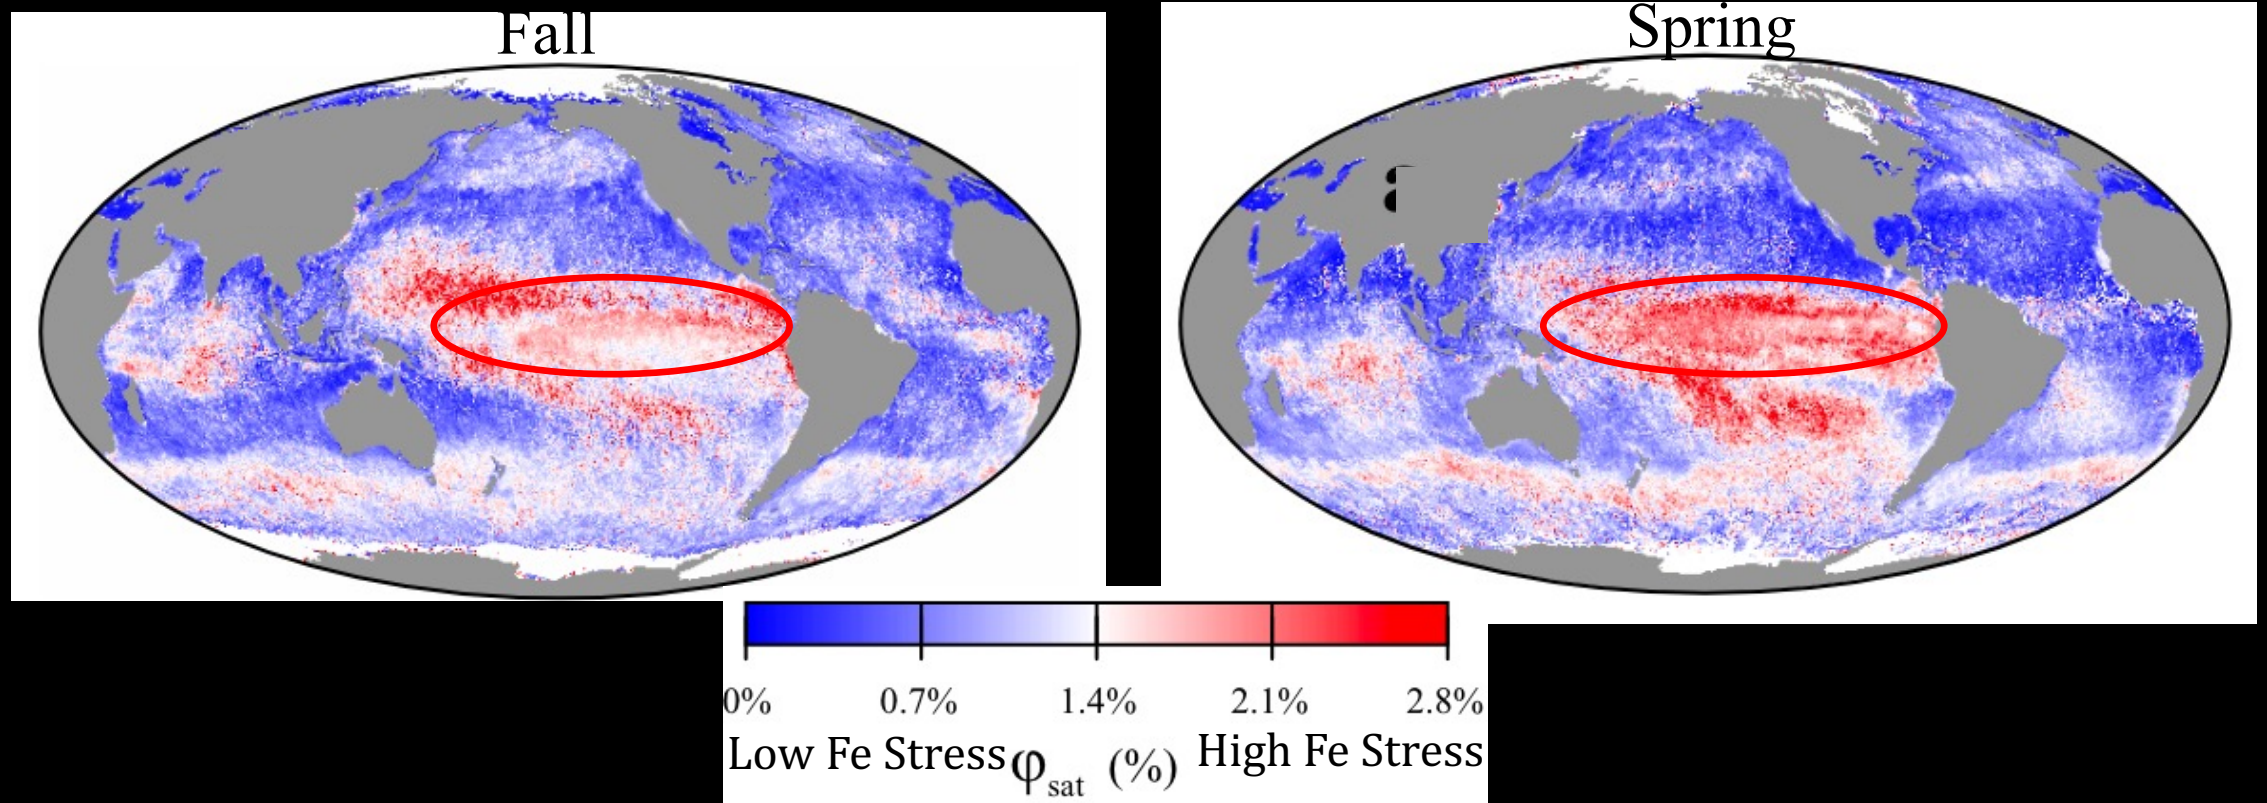 Fall
Spring
0% 0.7% 1.4% 2.1% 2.8%
Low Fe Stress φsat (%) High Fe Stress